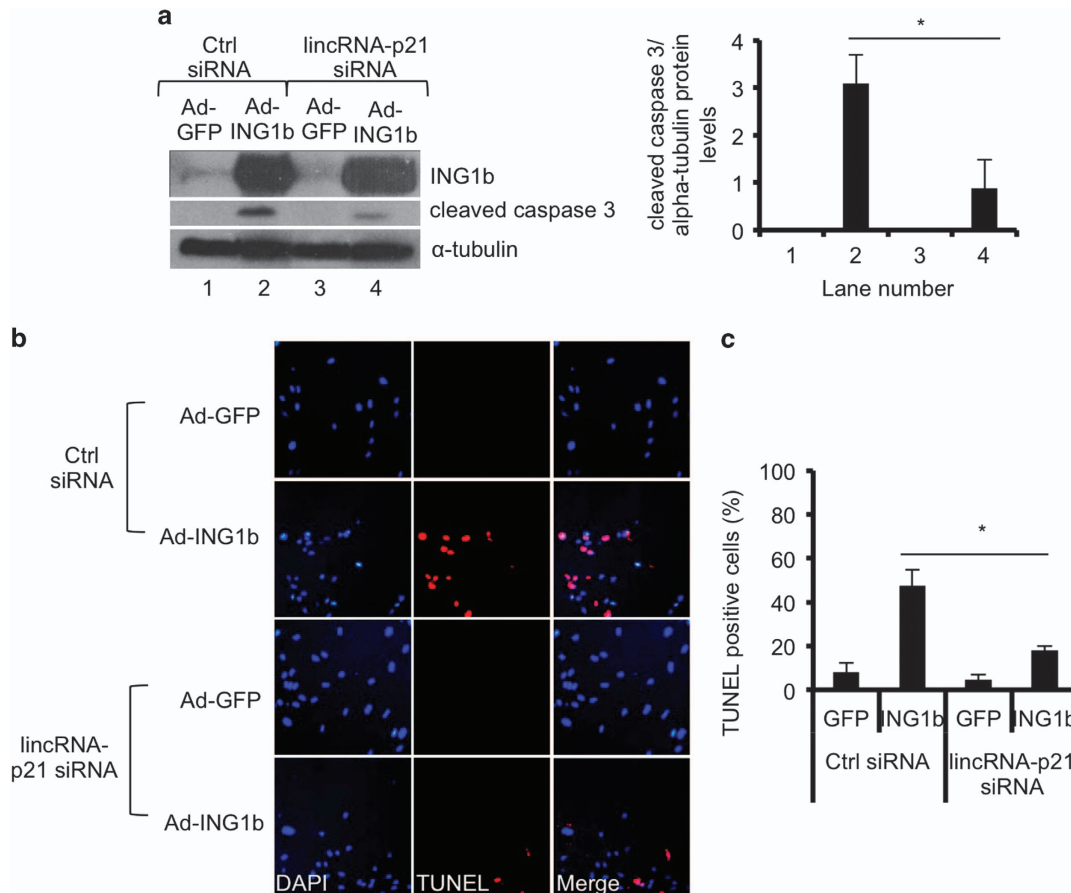 a
Ctrl
siRNA
lincRNA-p21
siRNA
Ad-
GFP
Ad-
ING1b
Ad-
GFP
Ad-
ING1b
ING1b
cleaved caspase 3
α-tubulin
1 2 3 4
cleaved caspase 3/
alpha-tubulin protein
levels
4
3
2
1
0
*
1 2 3 4
Lane number
b
Ctrl
siRNA
Ad-GFP
Ad-ING1b
lincRNA-
p21 siRNA
Ad-GFP
Ad-ING1b
DAPI
TUNEL
Merge
c
TUNEL positive cells (%)
100
80
60
40
20
0
*
GFP ING1b GFP ING1b
Ctrl siRNA
lincRNA-p21
siRNA